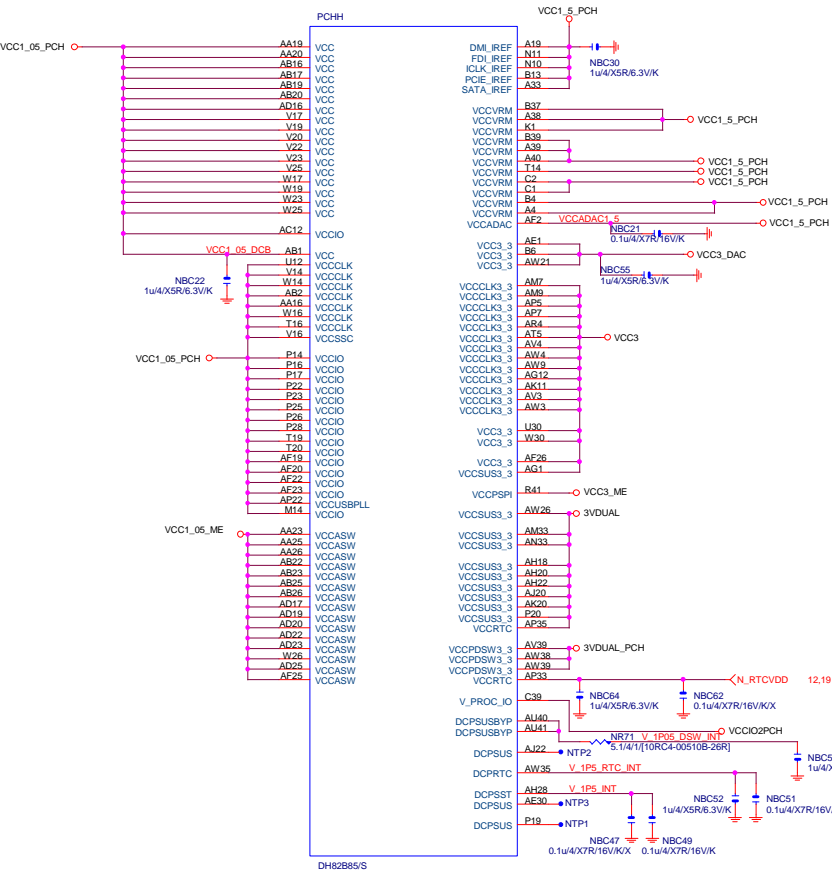 VCC1_5_PCH
PCHH
VCC1_05_PCH
AA19 VCC
AA20 VCC
AB16 VCC
AB17 VCC
AB19 VCC
AB20 VCC
AD16 VCC
V17 VCC
V19 VCC
V20 VCC
V22 VCC
V23 VCC
V25 VCC
W17 VCC
W19 VCC
W23 VCC
W25 VCC
AC12 VCCIO
VCC1_05_DCB
AB1 VCC
NBC22
1u/4/X5R/6.3V/K
U12 VCCCLK
V14 VCCCLK
W14 VCCCLK
AB2 VCCCLK
AA16 VCCCLK
W16 VCCCLK
T16 VCCCLK
V16 VCCSSC
VCC1_05_PCH
P14 VCCIO
P16 VCCIO
P17 VCCIO
P22 VCCIO
P23 VCCIO
P25 VCCIO
P26 VCCIO
P28 VCCIO
T19 VCCIO
T20 VCCIO
AF19 VCCIO
AF20 VCCIO
AF22 VCCIO
AF23 VCCIO
AP22 VCCUSBPLL
M14 VCCIO
VCC1_05_ME
AA23 VCCASW
AA25 VCCASW
AA26 VCCASW
AB22 VCCASW
AB23 VCCASW
AB25 VCCASW
AB26 VCCASW
AD17 VCCASW
AD19 VCCASW
AD20 VCCASW
AD22 VCCASW
AD23 VCCASW
W26 VCCASW
AD25 VCCASW
AF25 VCCASW
DMI_IREF A19
FDI_IREF N11
ICLK_IREF N10
PCIE_IREF B13
SATA_IREF A33
NBC30
1u/4/X5R/6.3V/K
VCCVRM B37
VCCVRM A38
VCCVRM K1
VCC1_5_PCH
VCCVRM B39
VCCVRM A39
VCCVRM A40
VCC1_5_PCH
VCCVRM T14
VCC1_5_PCH
VCCVRM C2
VCC1_5_PCH
VCCVRM C1
VCCVRM B4
VCC1_5_PCH
VCCVRM A4
VCCADAC AF2
VCCADAC1_5
VCC1_5_PCH
NBC21
0.1u/4/X7R/16V/K
VCC3_3 AE1
VCC3_3 B6
VCC3_3 AW21
VCC3_DAC
NBC55
1u/4/X5R/6.3V/K
VCCCLK3_3 AM7
VCCCLK3_3 AM9
VCCCLK3_3 AP5
VCCCLK3_3 AP7
VCCCLK3_3 AR4
VCCCLK3_3 AT5
VCC3
VCCCLK3_3 AV4
VCCCLK3_3 AW4
VCCCLK3_3 AW9
VCCCLK3_3 AG12
VCCCLK3_3 AK11
VCCCLK3_3 AV3
VCCCLK3_3 AW3
VCC3_3 U30
VCC3_3 W30
VCC3_3 AF26
VCCSUS3_3 AG1
VCCPSPI R41
VCC3_ME
VCCSUS3_3 AW26
3VDUAL
VCCSUS3_3 AM33
VCCSUS3_3 AN33
VCCSUS3_3 AH18
VCCSUS3_3 AH20
VCCSUS3_3 AH22
VCCSUS3_3 AJ20
VCCSUS3_3 AK20
VCCSUS3_3 P20
VCCRTC AP35
VCCPDSW3_3 AV39
3VDUAL_PCH
VCCPDSW3_3 AW38
VCCPDSW3_3 AW39
VCCRTC AP33
N_RTCVDD 12,19
NBC64
1u/4/X5R/6.3V/K
NBC62
0.1u/4/X7R/16V/K/X
V_PROC_IO C39
VCCIO2PCH
DCPSUSBYP AU40
DCPSUSBYP AU41
NR71 V_1P05_DSW_INT
5.1/4/1/[10RC4-00510B-26R]
NBC5
1u/4/X
DCPSUS AJ22
NTP2
DCPRTC AW35
V_1P5_RTC_INT
NBC52
1u/4/X5R/6.3V/K
NBC51
0.1u/4/X7R/16V/
DCPSST AH28
V_1P5_INT
DCPSUS AE30
NTP3
DCPSUS P19
NTP1
NBC47
0.1u/4/X7R/16V/K/X
NBC49
0.1u/4/X7R/16V/K
DH82B85/S